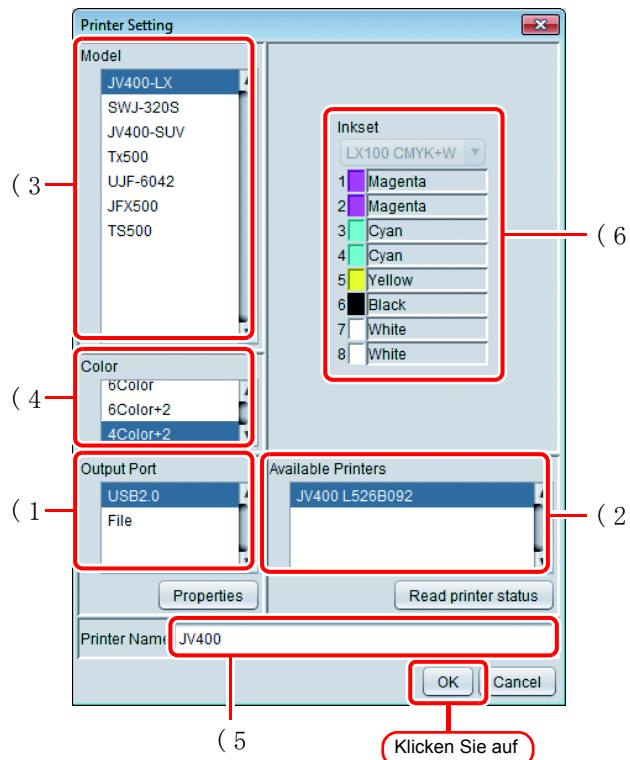 Printer Setting
Model
JV400-LX
SWJ-320S
JV400-SUV
Tx500
UJF-6042
JFX500
TS500
( 3
Inkset
LX100 CMYK+W
1 Magenta
2 Magenta
3 Cyan
4 Cyan
5 Yellow
6 Black
7 White
8 White
( 6
Color
6Color
6Color+2
4Color+2
( 4
Output Port
USB2.0
File
( 1
Properties
Available Printers
JV400 L526B092
( 2
Read printer status
Printer Name JV400
OK Cancel
( 5
Klicken Sie auf